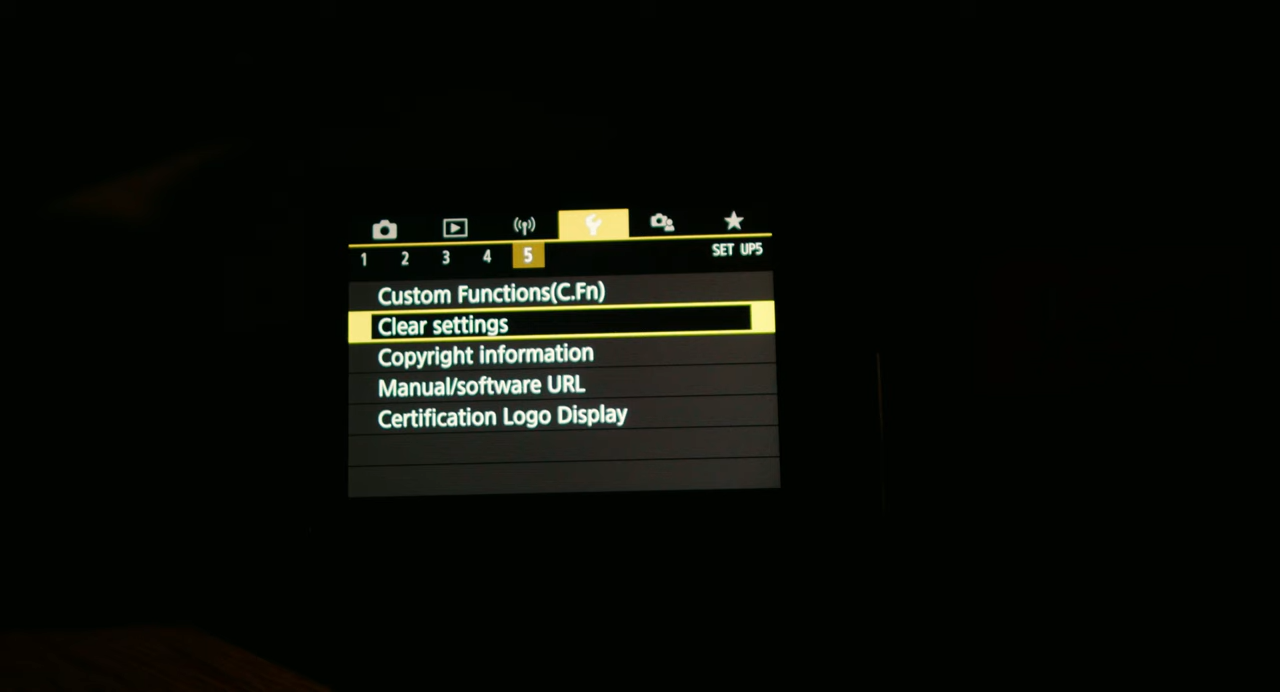 1 2 3 4 5 SET UP5
Custom Functions(C.Fn)
Clear settings
Copyright information
Manual/software URL
Certification Logo Display